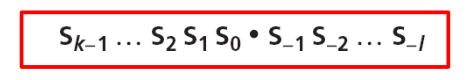 S_{k−1} … S_2 S_1 S_0 • S_{−1} S_{−2} … S_{−l}